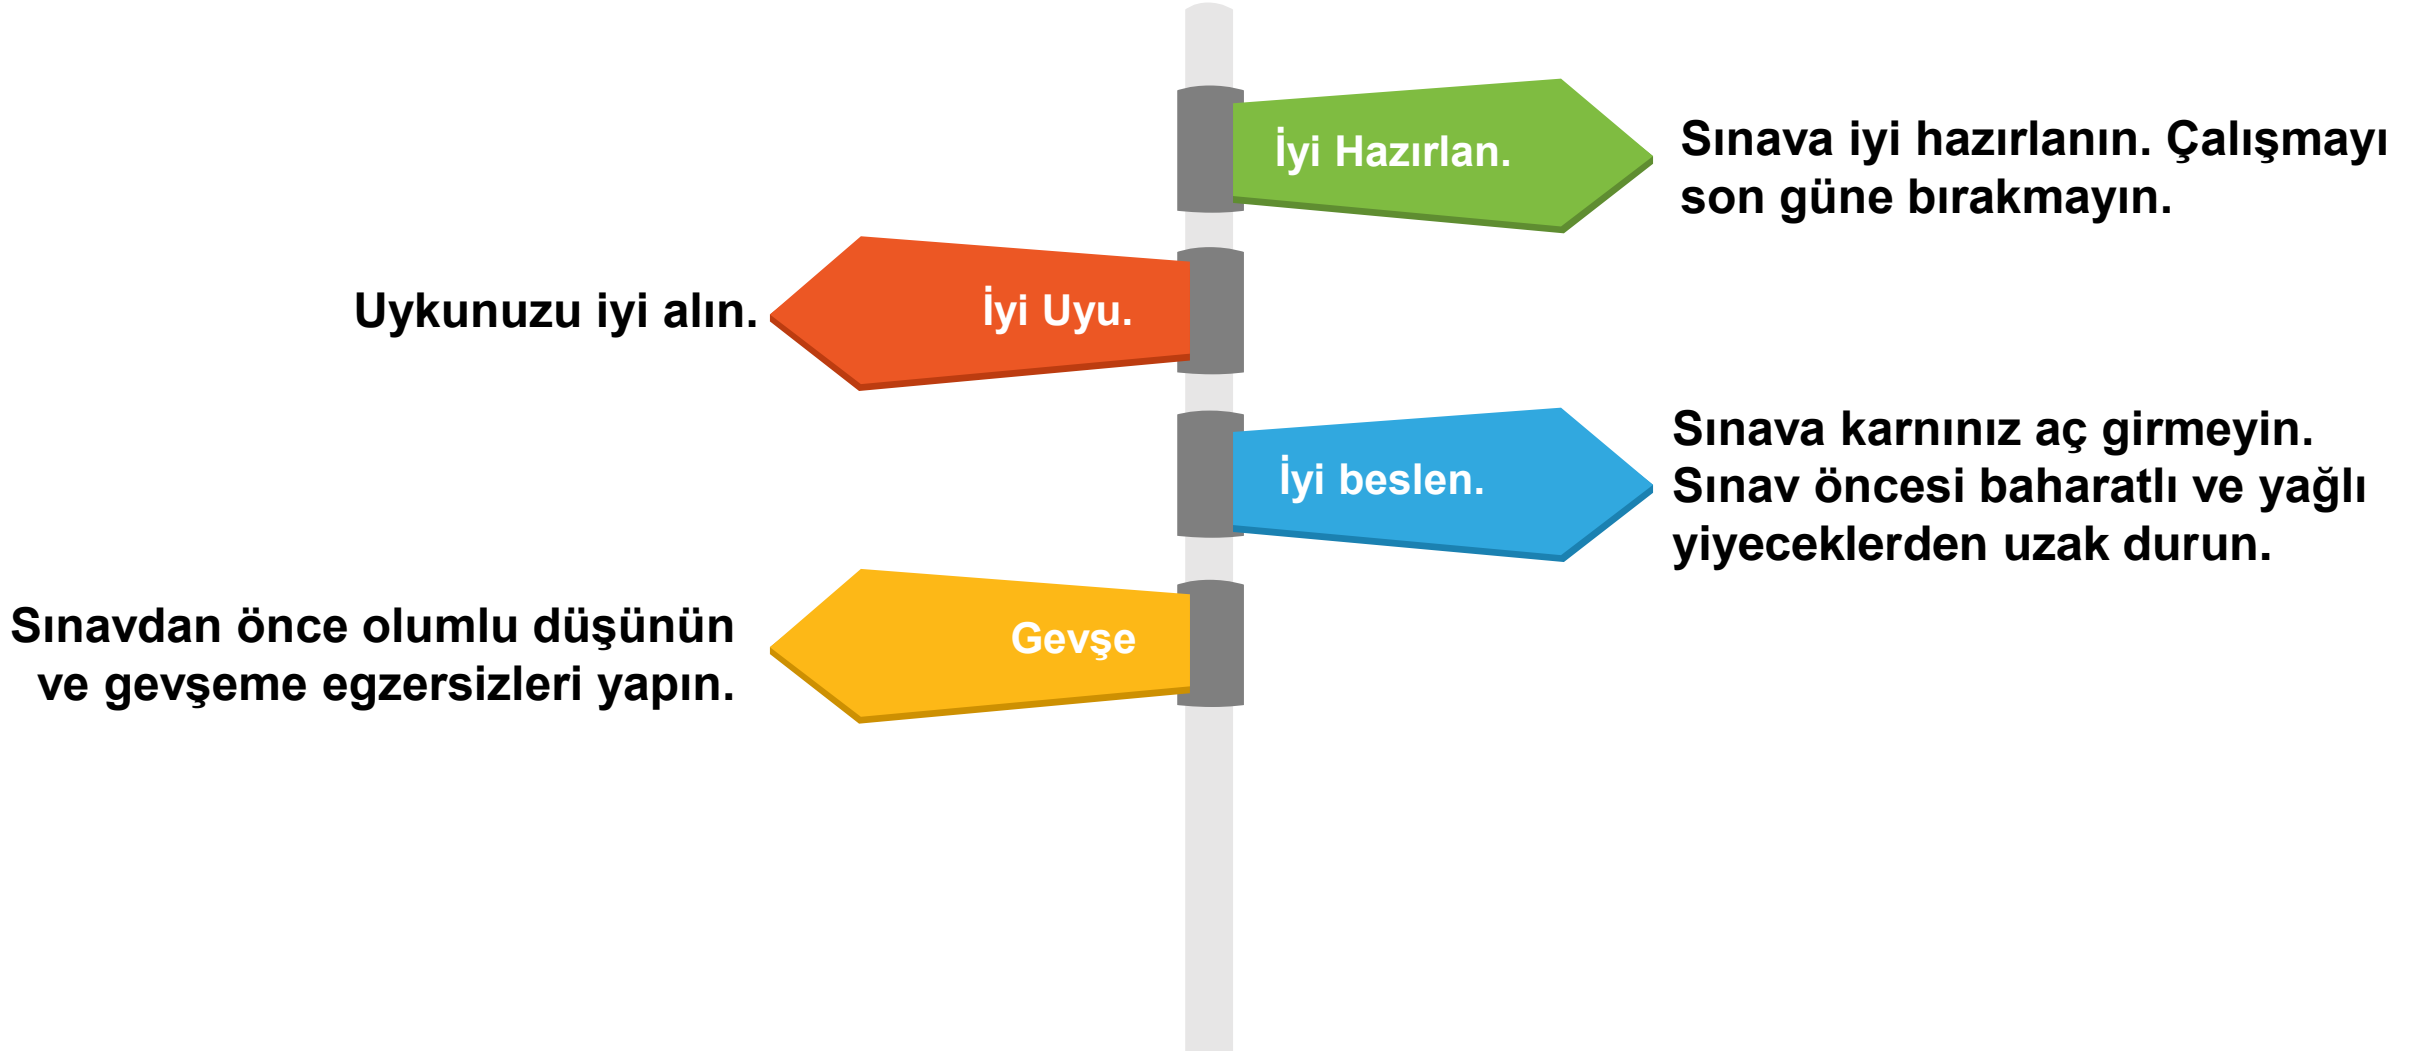 İyi Hazırlan.
Sınava iyi hazırlanın. Çalışmayı
son güne bırakmayın.
Uykunuzu iyi alın.
İyi Uyu.
İyi beslen.
Sınava karnınız aç girmeyin.
Sınav öncesi baharatlı ve yağlı
yiyeceklerden uzak durun.
Sınavdan önce olumlu düşünün
ve gevşeme egzersizleri yapın.
Gevşe